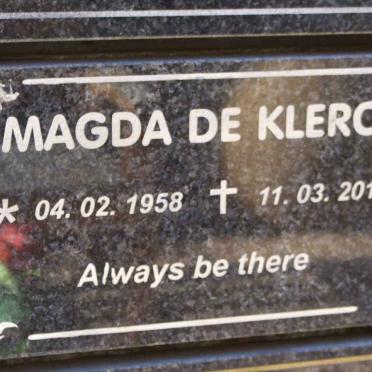 MAGDA DE KLERC
* 04. 02. 1958 † 11. 03. 201
Always be there